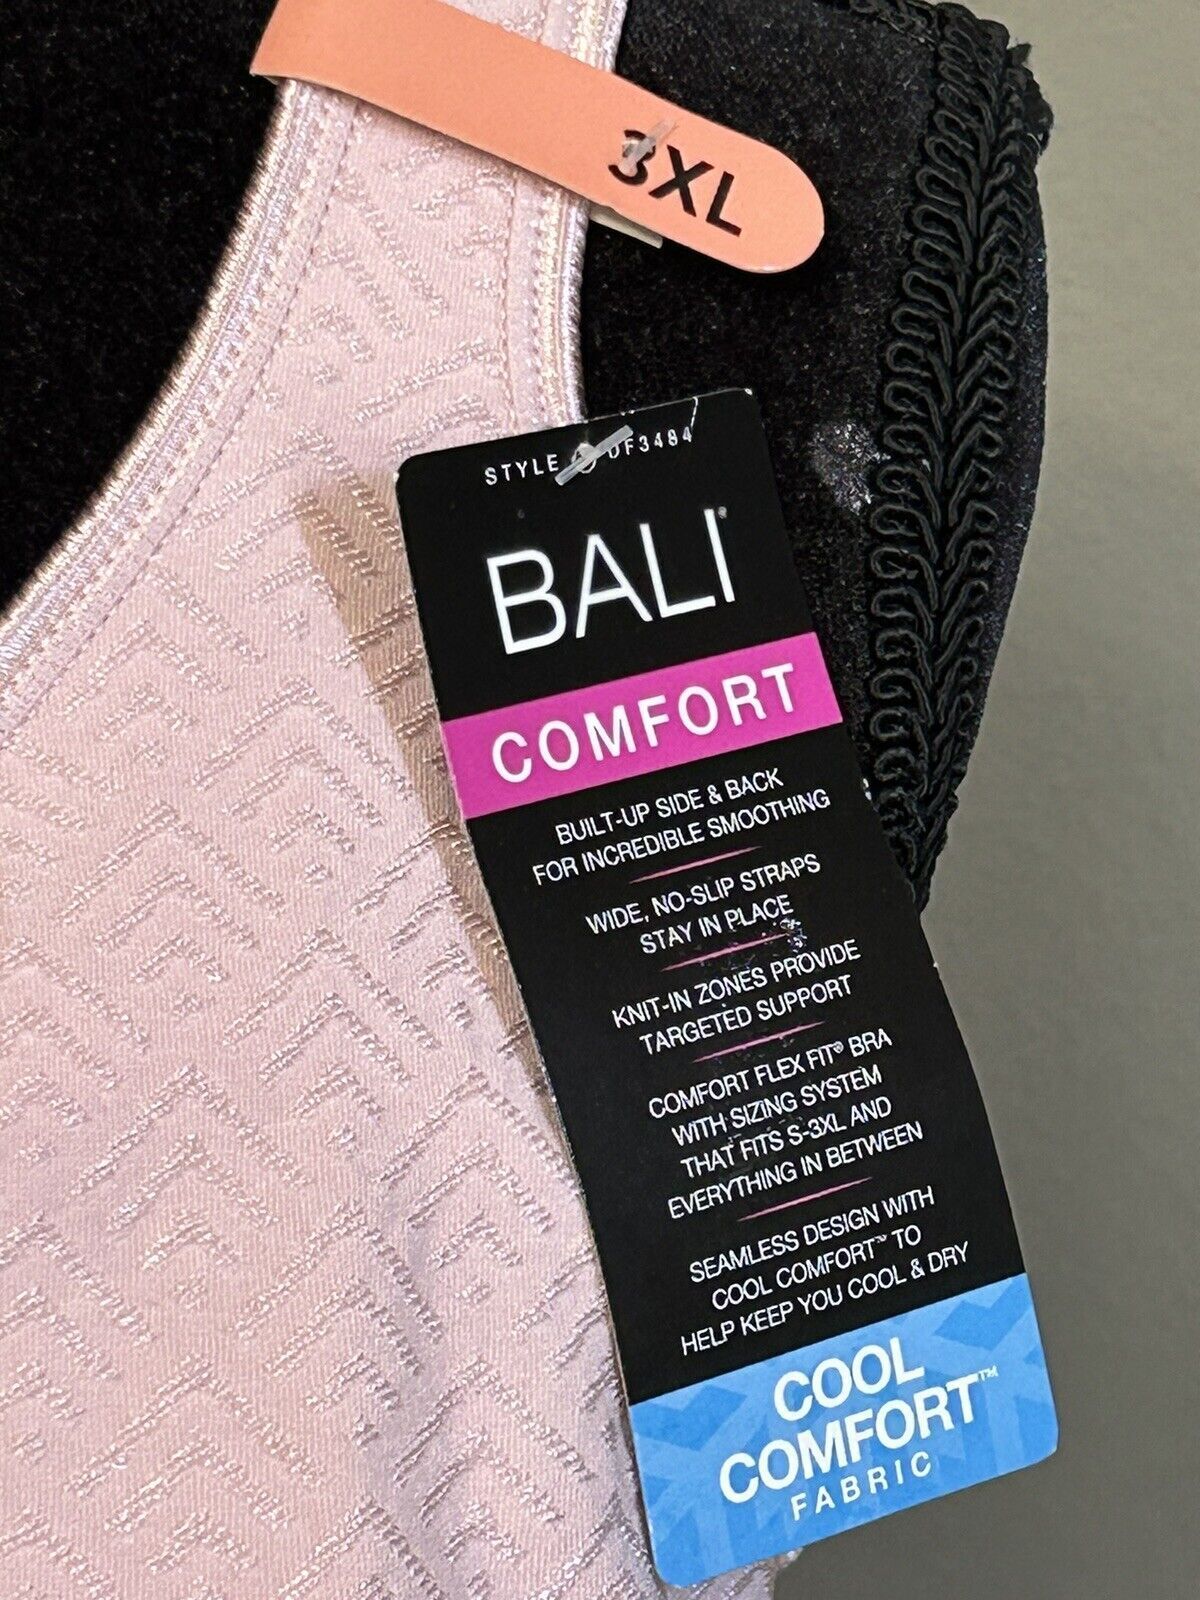 3XL
STYLE DF3484
BALI®
COMFORT
BUILT-UP SIDE & BACK
FOR INCREDIBLE SMOOTHING
WIDE, NO-SLIP STRAPS
STAY IN PLACE
KNIT-IN ZONES PROVIDE
TARGETED SUPPORT
COMFORT FLEX FIT® BRA
WITH SIZING SYSTEM
THAT FITS S-3XL AND
EVERYTHING IN BETWEEN
SEAMLESS DESIGN WITH
COOL COMFORT™ TO
HELP KEEP YOU COOL & DRY
COOL
COMFORT™
FABRIC